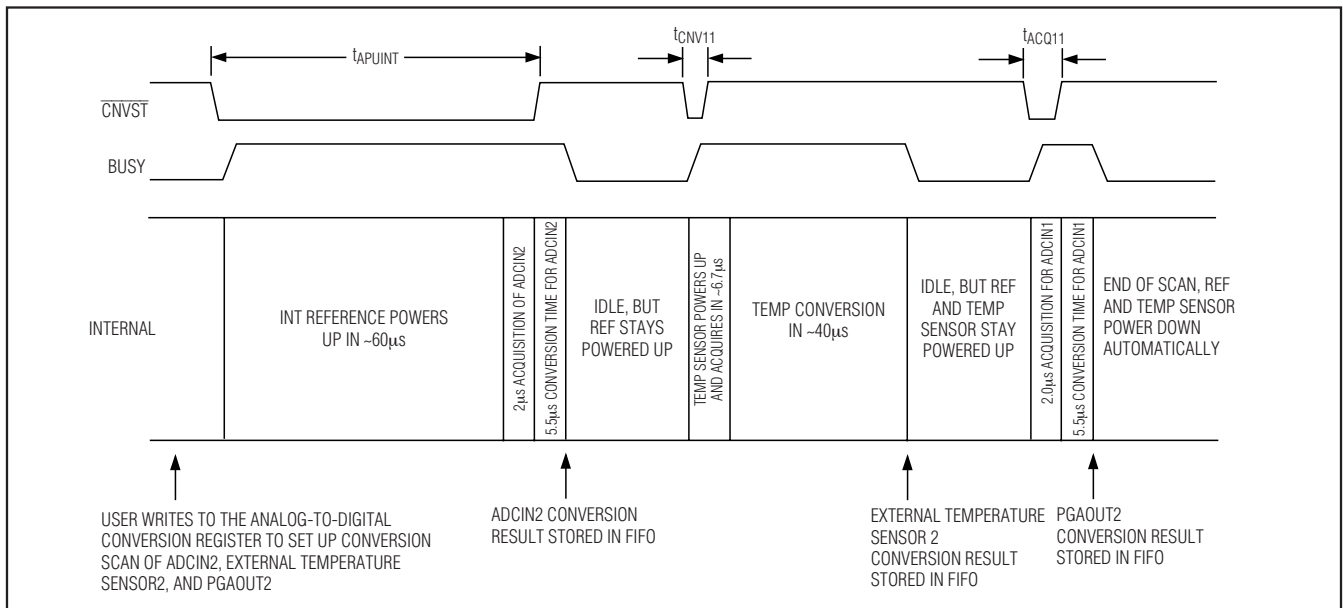 tAPUINT
tCNV11
tACQ11
CNVST
BUSY
INTERNAL
INT REFERENCE POWERS
UP IN ~60µs
2µs ACQUISITION OF ADCIN2
5.5µs CONVERSION TIME FOR ADCIN2
IDLE, BUT
REF STAYS
POWERED UP
TEMP SENSOR POWERS UP
AND ACQUIRES IN ~6.7µs
TEMP CONVERSION
IN ~40µs
IDLE, BUT REF
AND TEMP
SENSOR STAY
POWERED UP
2.0µs ACQUISITION FOR ADCIN1
5.5µs CONVERSION TIME FOR ADCIN1
END OF SCAN, REF
AND TEMP SENSOR
POWER DOWN
AUTOMATICALLY
USER WRITES TO THE ANALOG-TO-DIGITAL
CONVERSION REGISTER TO SET UP CONVERSION
SCAN OF ADCIN2, EXTERNAL TEMPERATURE
SENSOR2, AND PGAOUT2
ADCIN2 CONVERSION
RESULT STORED IN FIFO
EXTERNAL TEMPERATURE
SENSOR 2
CONVERSION RESULT
STORED IN FIFO
PGAOUT2
CONVERSION RESULT
STORED IN FIFO